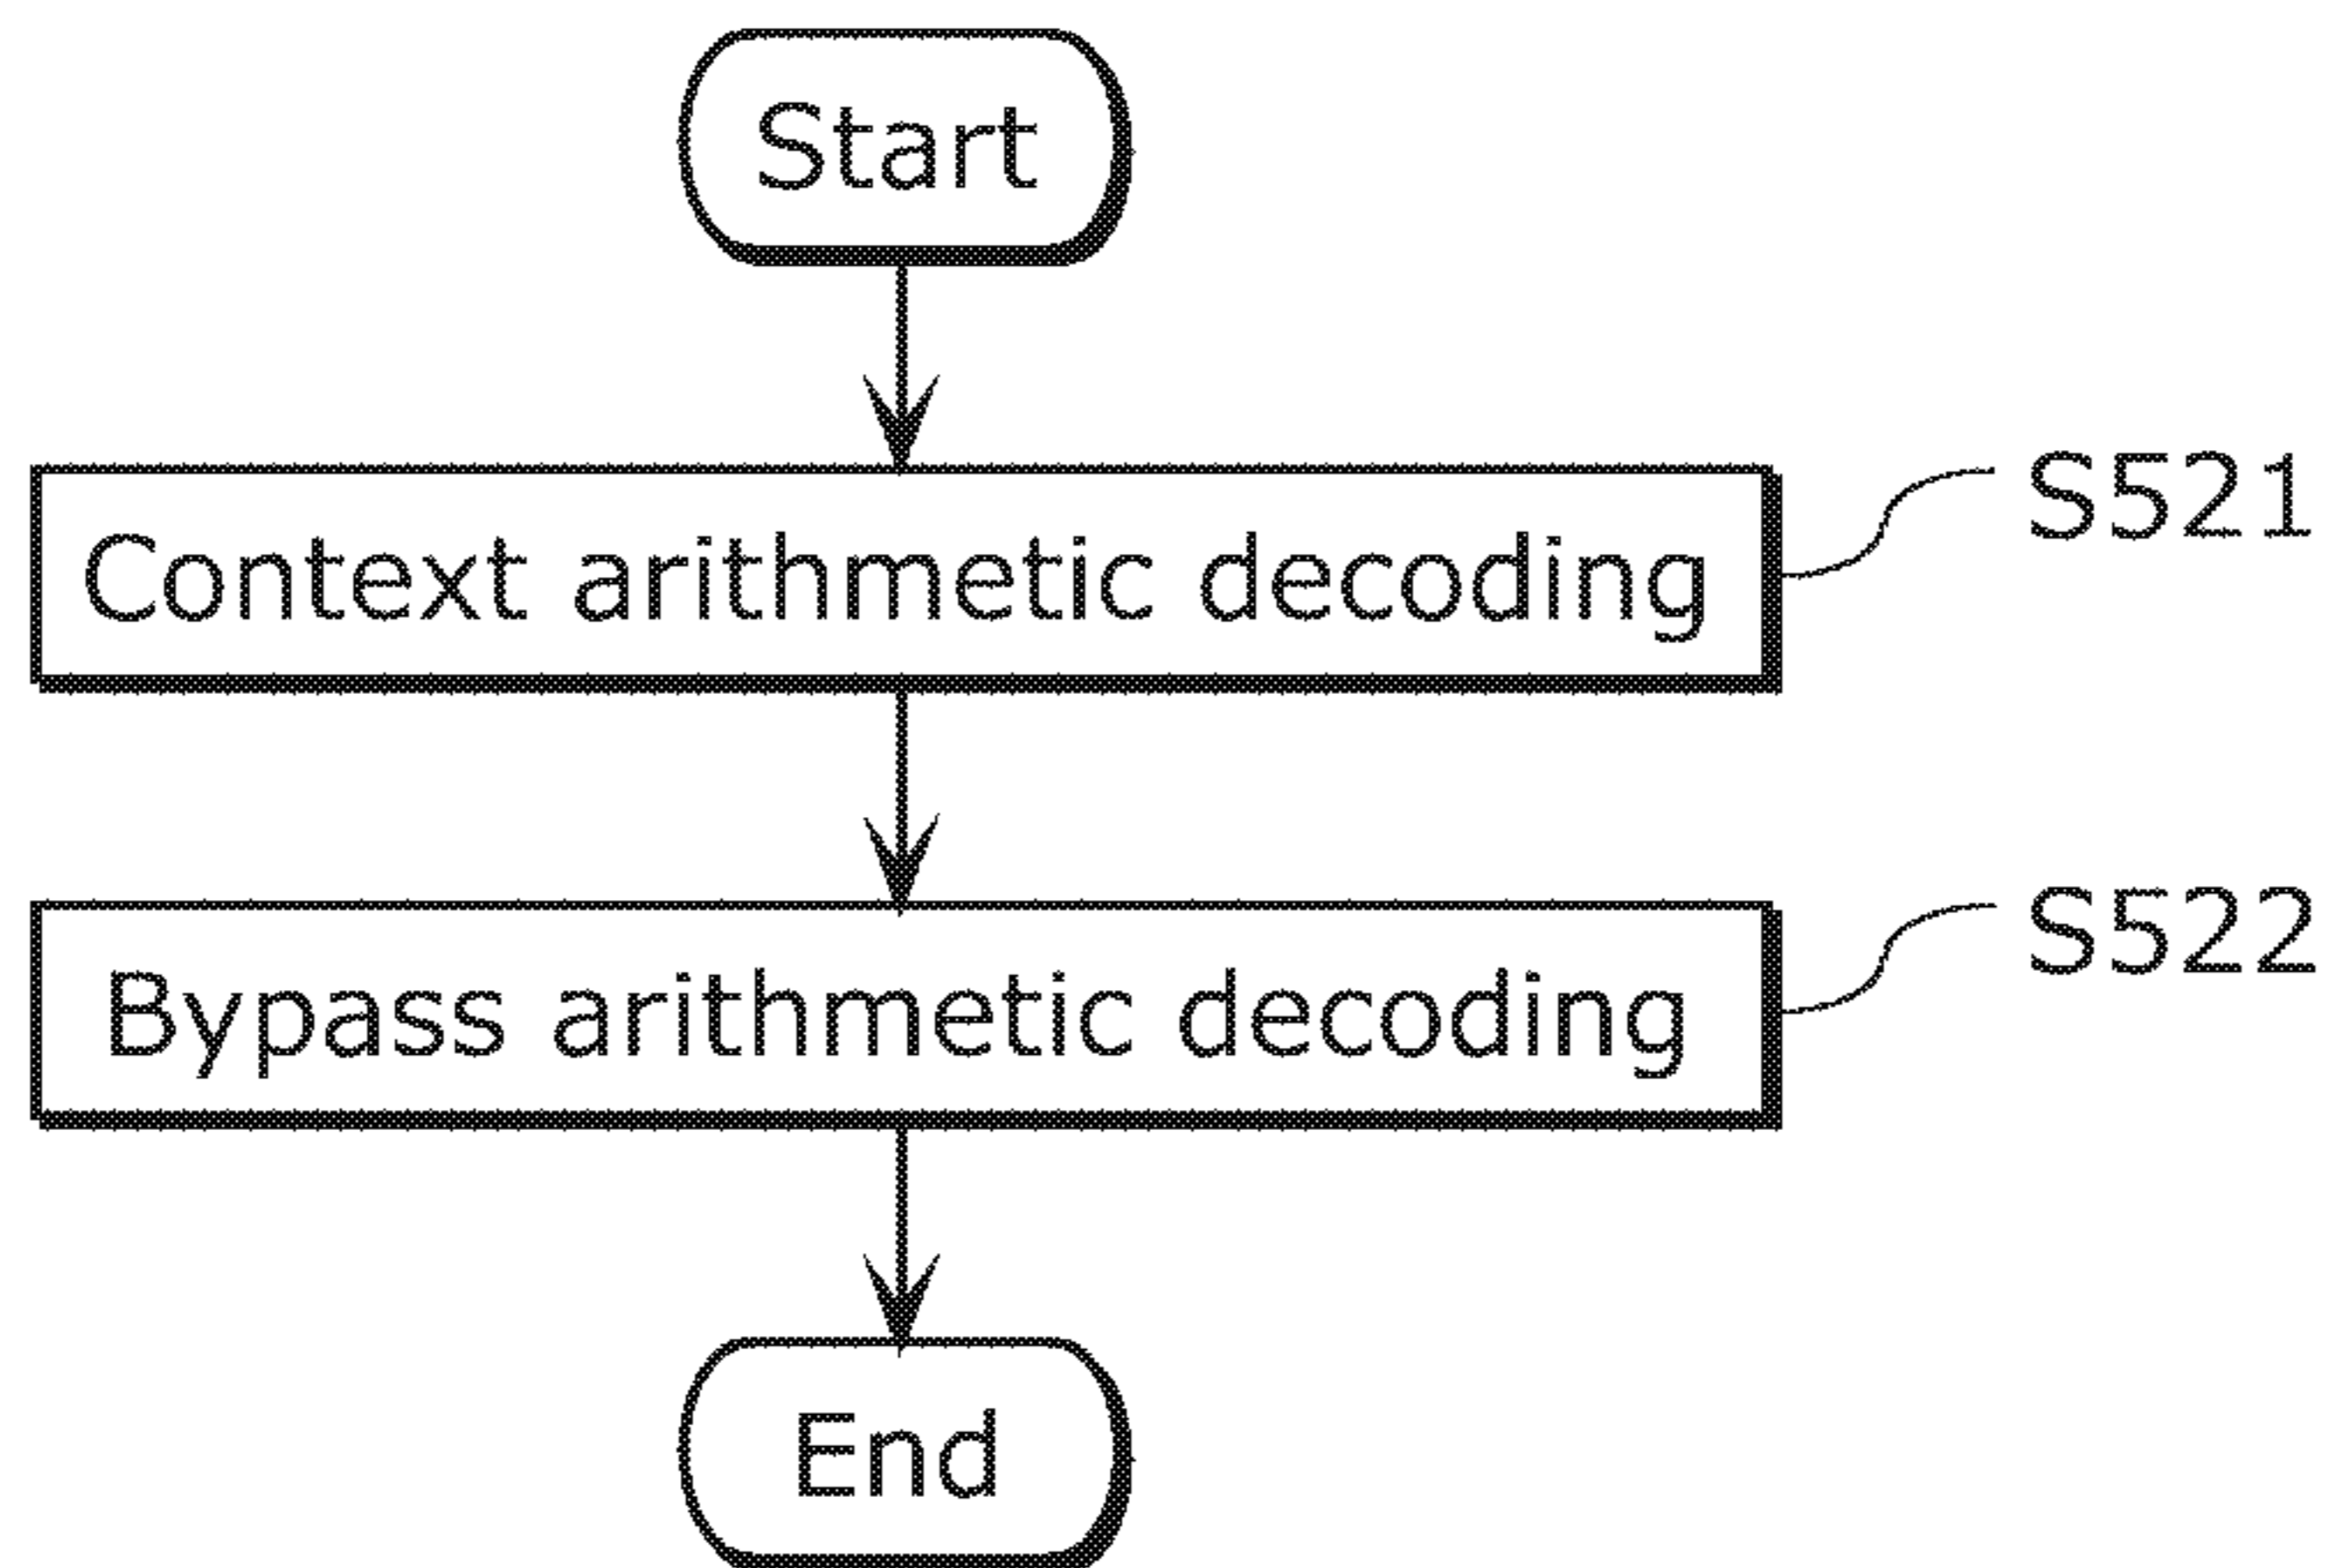 Start
Context arithmetic decoding
S521
Bypass arithmetic decoding
S522
End